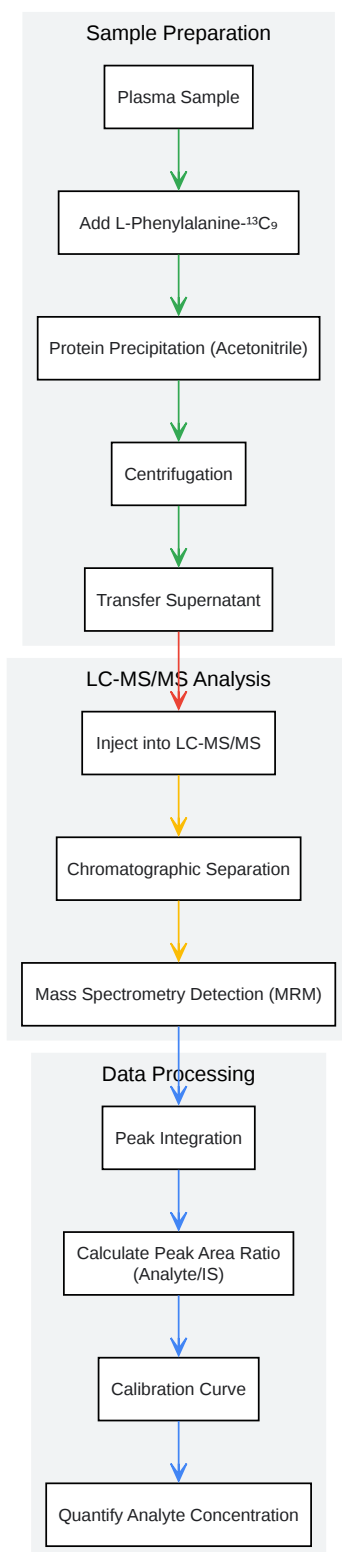 Sample Preparation
Plasma Sample
Add L-Phenylalanine-¹³C₉
Protein Precipitation (Acetonitrile)
Centrifugation
Transfer Supernatant
LC-MS/MS Analysis
Inject into LC-MS/MS
Chromatographic Separation
Mass Spectrometry Detection (MRM)
Data Processing
Peak Integration
Calculate Peak Area Ratio
(Analyte/IS)
Calibration Curve
Quantify Analyte Concentration